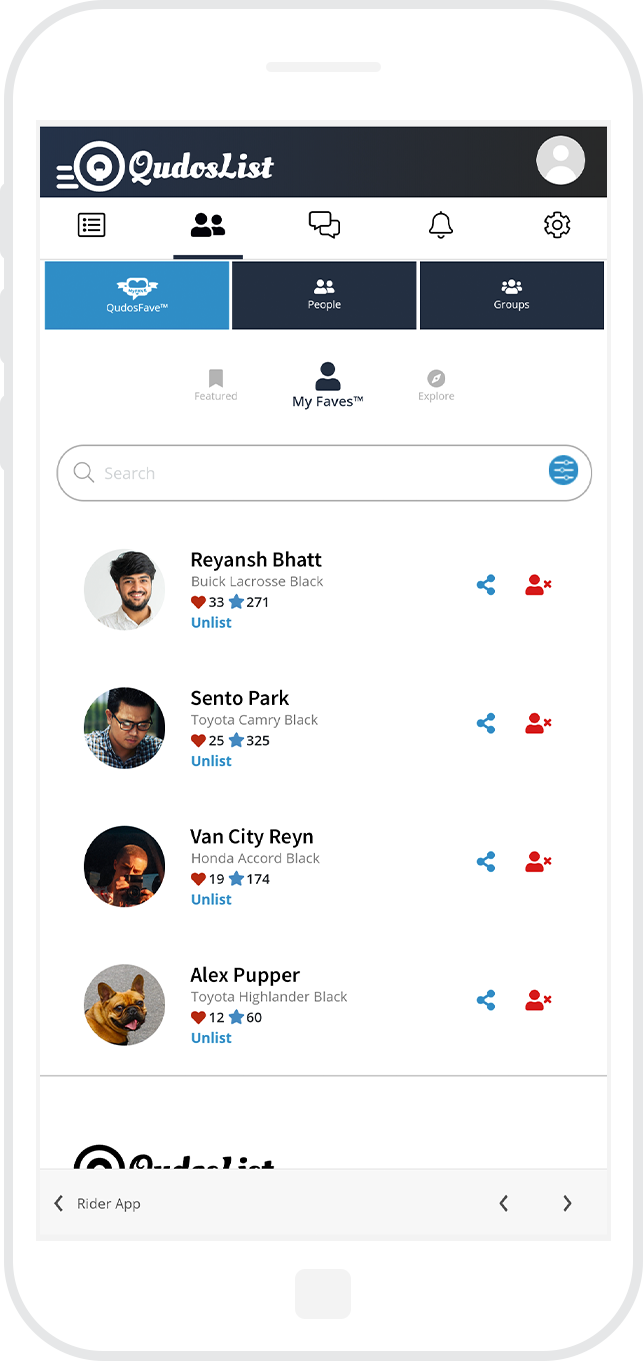 QudosList
QudosFave™
People
Groups
Featured
My Faves™
Explore
Search
Reyansh Bhatt
Buick Lacrosse Black
33 271
Unlist
Sento Park
Toyota Camry Black
25 325
Unlist
Van City Reyn
Honda Accord Black
19 174
Unlist
Alex Pupper
Toyota Highlander Black
12 60
Unlist
QudosList
Rider App